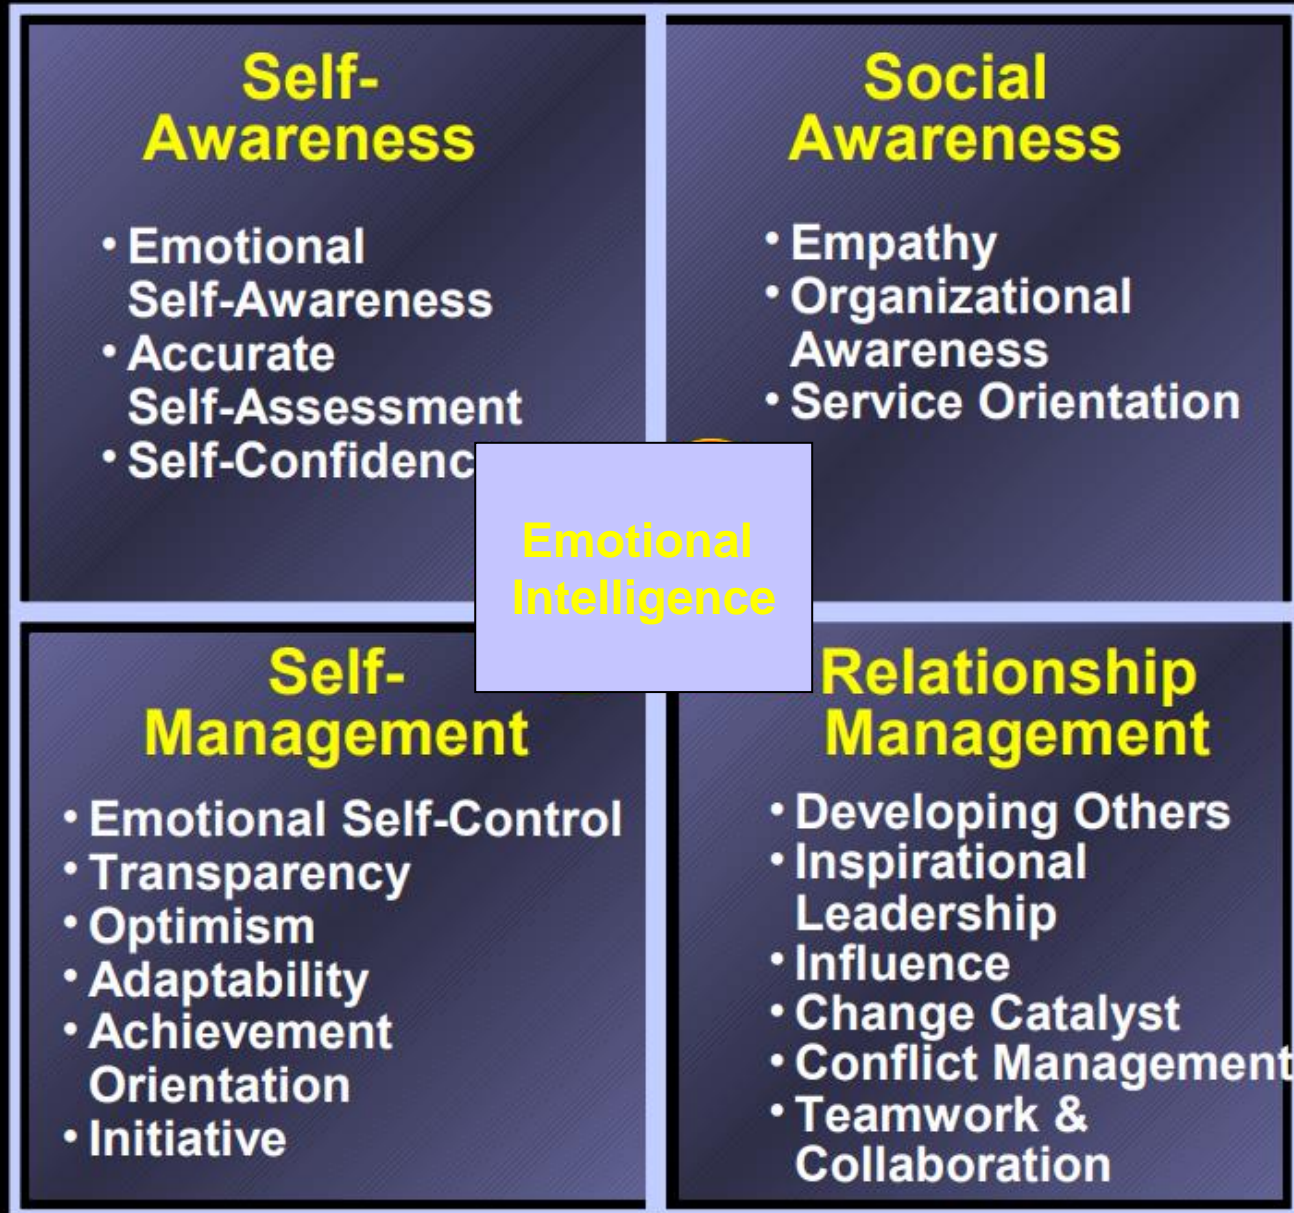 Self-
Awareness
• Emotional
Self-Awareness
• Accurate
Self-Assessment
• Self-Confidenc
Social
Awareness
• Empathy
• Organizational
Awareness
• Service Orientation
Emotional
Intelligence
Self-
Management
• Emotional Self-Control
• Transparency
• Optimism
• Adaptability
• Achievement
Orientation
• Initiative
Relationship
Management
• Developing Others
• Inspirational
Leadership
• Influence
• Change Catalyst
• Conflict Management
• Teamwork &
Collaboration